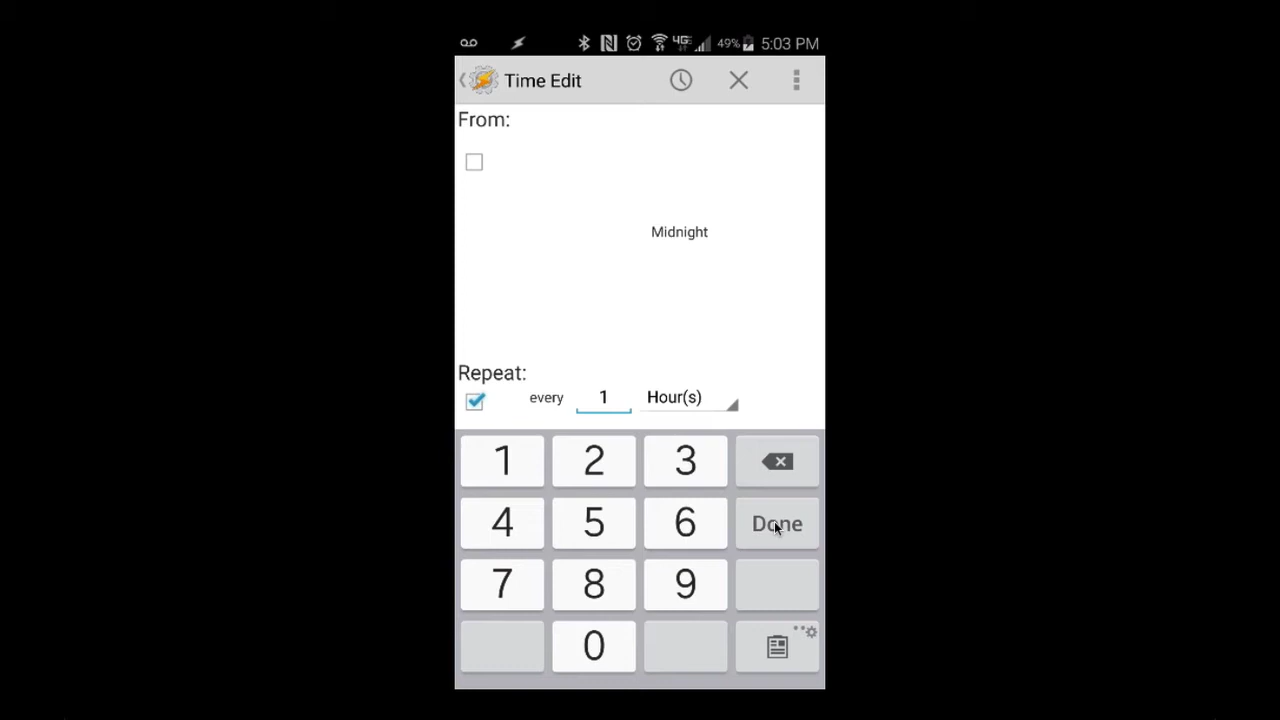 4G 49% 5:03 PM
Time Edit
From:
Midnight
Repeat:
every 1 Hour(s)
1 2 3
4 5 6 Done
7 8 9
0